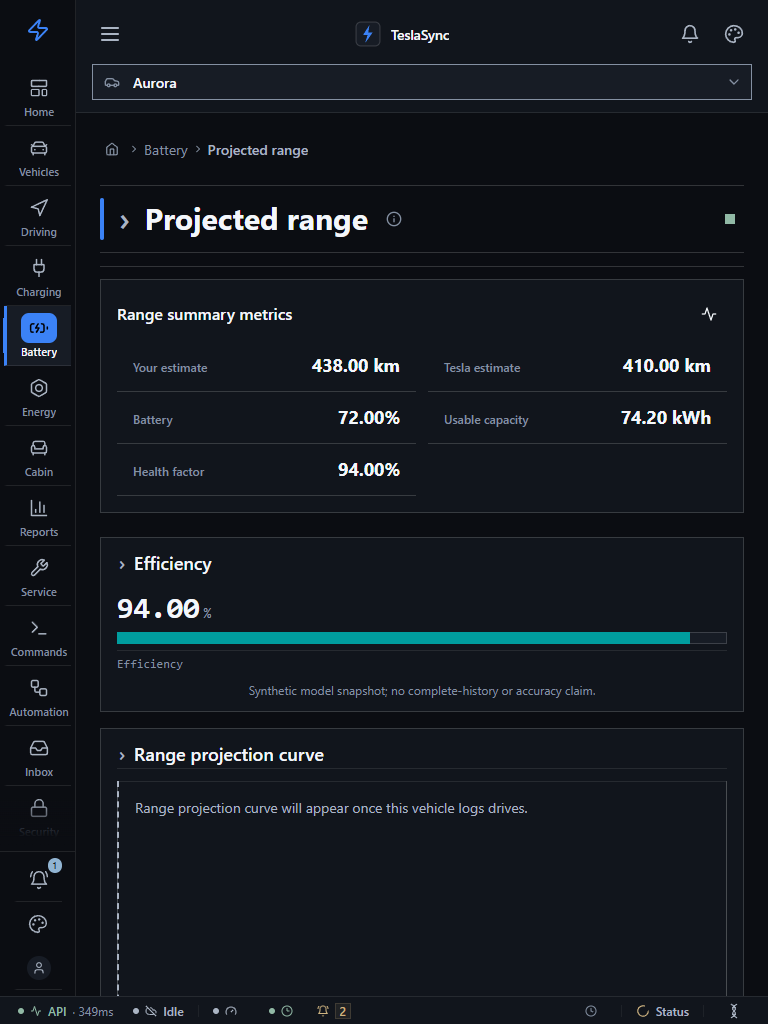 TeslaSync
Aurora
Home
Vehicles
Driving
Charging
Battery
Energy
Cabin
Reports
Service
Commands
Automation
Inbox
Security
1
Battery
Projected range
Projected range
Range summary metrics
Your estimate 438.00 km
Tesla estimate 410.00 km
Battery 72.00%
Usable capacity 74.20 kWh
Health factor 94.00%
Efficiency
94.00 %
Efficiency
Synthetic model snapshot; no complete-history or accuracy claim.
Range projection curve
Range projection curve will appear once this vehicle logs drives.
API · 349ms Idle 2 Status